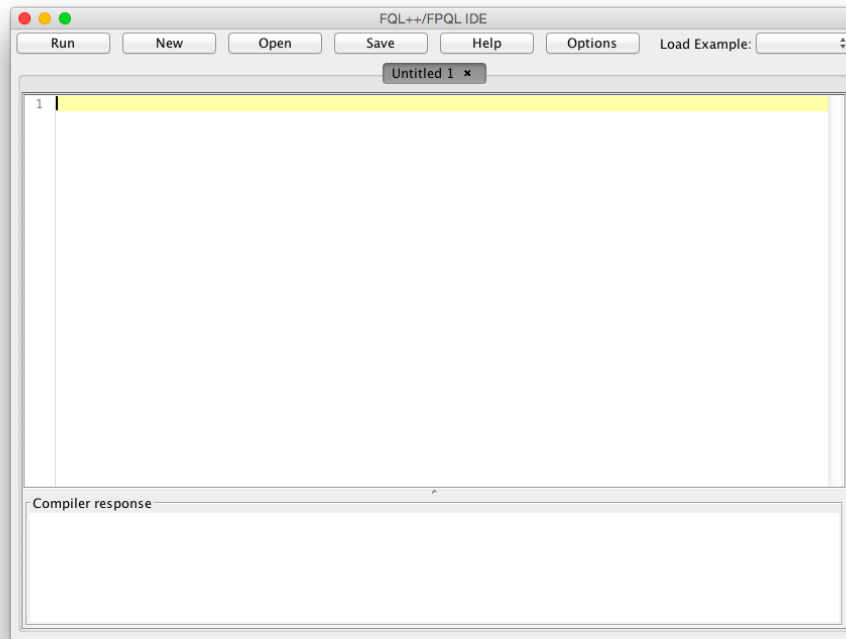 FQL++/FPQL IDE
Run New Open Save Help Options Load Example:
Untitled 1 ×
1
Compiler response